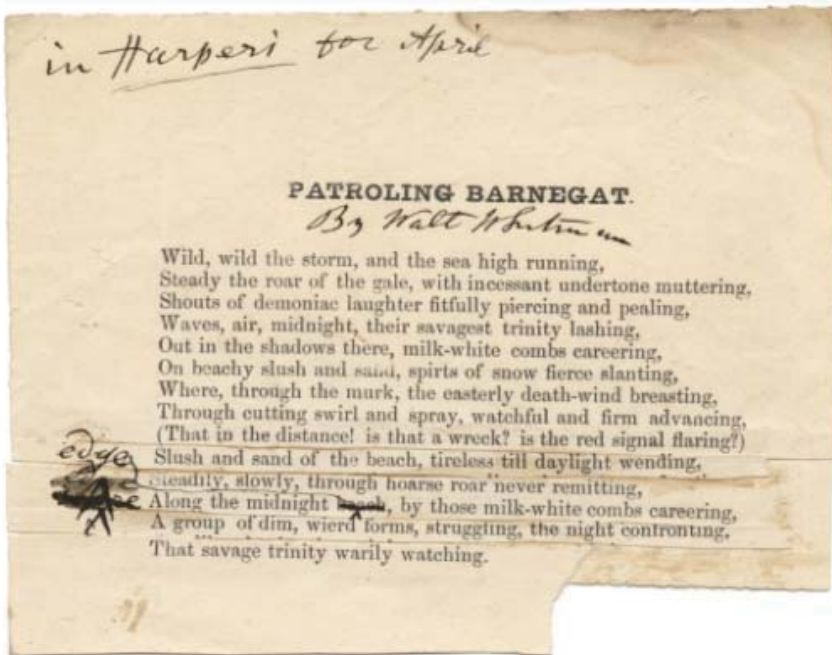 in Harpers for April
PATROLING BARNEGAT.
By Walt Whitman
Wild, wild the storm, and the sea high running,
Steady the roar of the gale, with incessant undertone muttering,
Shouts of demoniac laughter fitfully piercing and pealing,
Waves, air, midnight, their savagest trinity lashing,
Out in the shadows there, milk-white combs careering,
On beachy slush and sand, spirts of snow fierce slanting,
Where, through the murk, the easterly death-wind breasting,
Through cutting swirl and spray, watchful and firm advancing,
(That in the distance! is that a wreck? is the red signal flaring?)
edge
Slush and sand of the beach, tireless till daylight wending,
Steadily, slowly, through hoarse roar never remitting,
Along the midnight , by those milk-white combs careering,
A group of dim, wierd forms, struggling, the night confronting,
That savage trinity warily watching.